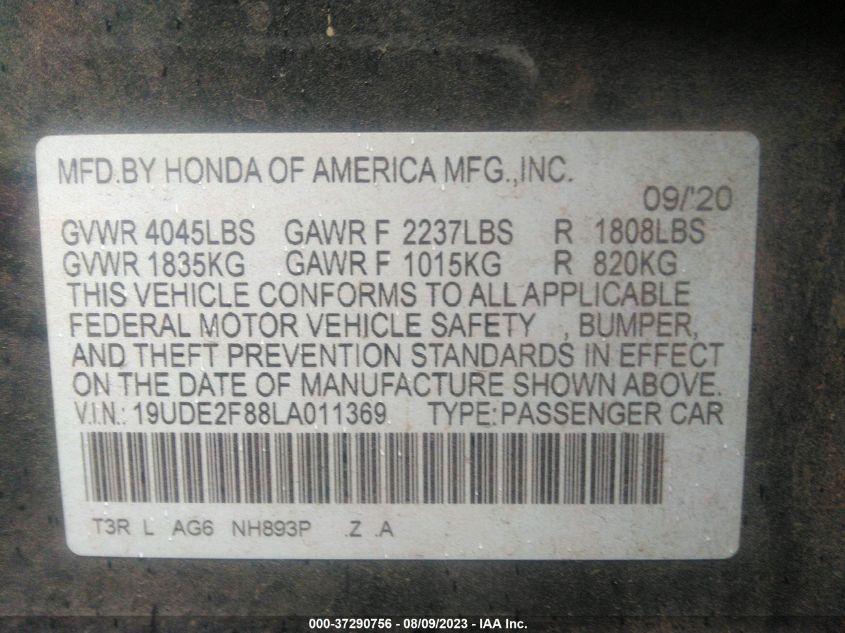 MFD.BY HONDA OF AMERICA MFG.,INC.
09/'20
GVWR 4045LBS GAWR F 2237LBS R 1808LBS
GVWR 1835KG GAWR F 1015KG R 820KG
THIS VEHICLE CONFORMS TO ALL APPLICABLE
FEDERAL MOTOR VEHICLE SAFETY , BUMPER,
AND THEFT PREVENTION STANDARDS IN EFFECT
ON THE DATE OF MANUFACTURE SHOWN ABOVE.
V.I.N.: 19UDE2F88LA011369 TYPE:PASSENGER CAR
T3R L AG6 NH893P .Z .A
000-37290756 - 08/09/2023 - IAA Inc.